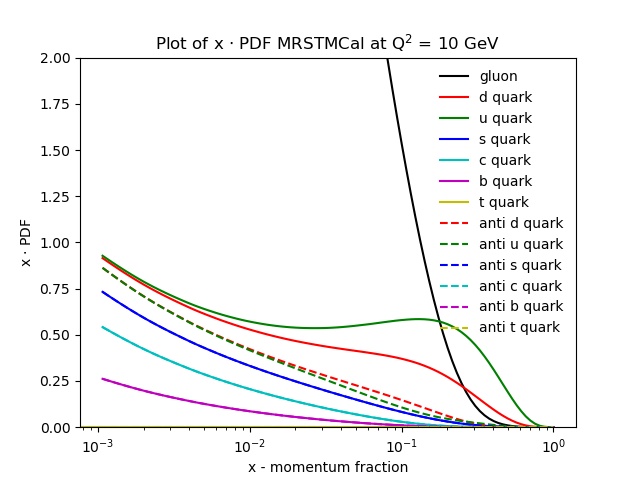 Plot of x · PDF MRSTMCal at Q² = 10 GeV
2.00
1.75
1.50
1.25
1.00
0.75
0.50
0.25
0.00
x · PDF
gluon
d quark
u quark
s quark
c quark
b quark
t quark
anti d quark
anti u quark
anti s quark
anti c quark
anti b quark
anti t quark
10⁻³ 10⁻² 10⁻¹ 10⁰
x - momentum fraction